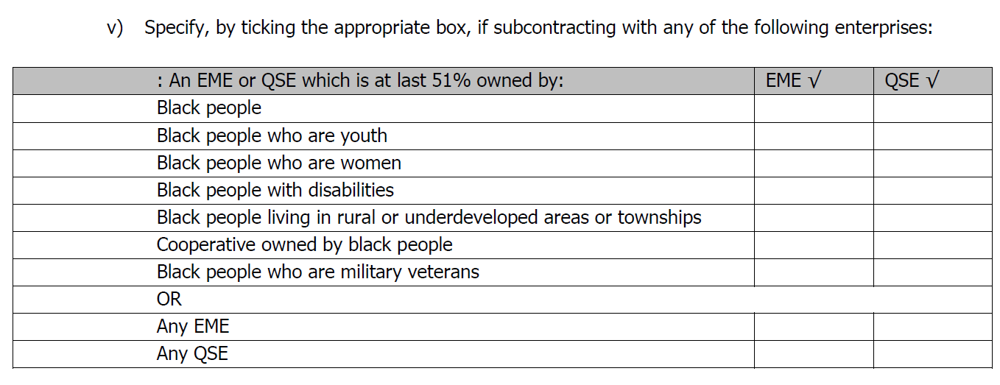 v) Specify, by ticking the appropriate box, if subcontracting with any of the following enterprises:
: An EME or QSE which is at last 51% owned by: EME √ QSE √
Black people
Black people who are youth
Black people who are women
Black people with disabilities
Black people living in rural or underdeveloped areas or townships
Cooperative owned by black people
Black people who are military veterans
OR
Any EME
Any QSE